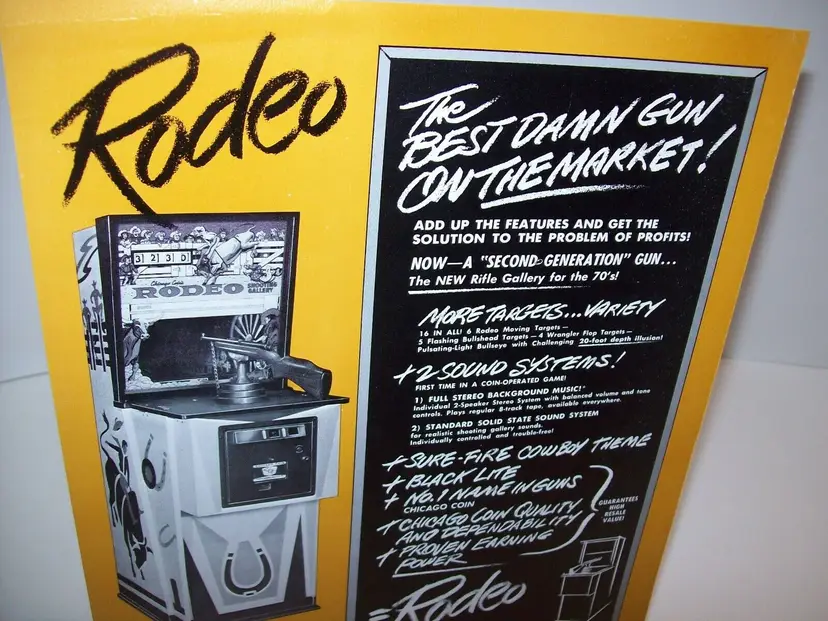 Rodeo
3230
Chicago Coin's
RODEO
SHOOTING
GALLERY
The
BEST DAMN GUN
ON THE MARKET!
ADD UP THE FEATURES AND GET THE
SOLUTION TO THE PROBLEM OF PROFITS!
NOW—A "SECOND-GENERATION" GUN...
The NEW Rifle Gallery for the 70's!
MORE TARGETS... VARIETY
16 IN ALL! 6 Rodeo Moving Targets—
5 Flashing Bullshead Targets—4 Wrangler Flop Targets—
Pulsating-Light Bullseye with Challenging 20-foot depth illusion!
+ 2 SOUND SYSTEMS!
FIRST TIME IN A COIN-OPERATED GAME!
1) FULL STEREO BACKGROUND MUSIC!
Individual 2-Speaker Stereo System with balanced volume and tone
controls. Plays regular 8-track tape, available everywhere.
2) STANDARD SOLID STATE SOUND SYSTEM
for realistic shooting gallery sounds.
Individually controlled and trouble-free!
+ SURE-FIRE COWBOY THEME
+ BLACK LITE
+ NO. 1 NAME IN GUNS
CHICAGO COIN
+ CHICAGO COIN QUALITY
AND DEPENDABILITY
+ PROVEN EARNING
POWER
GUARANTEES
HIGH
RESALE
VALUE!
Rodeo